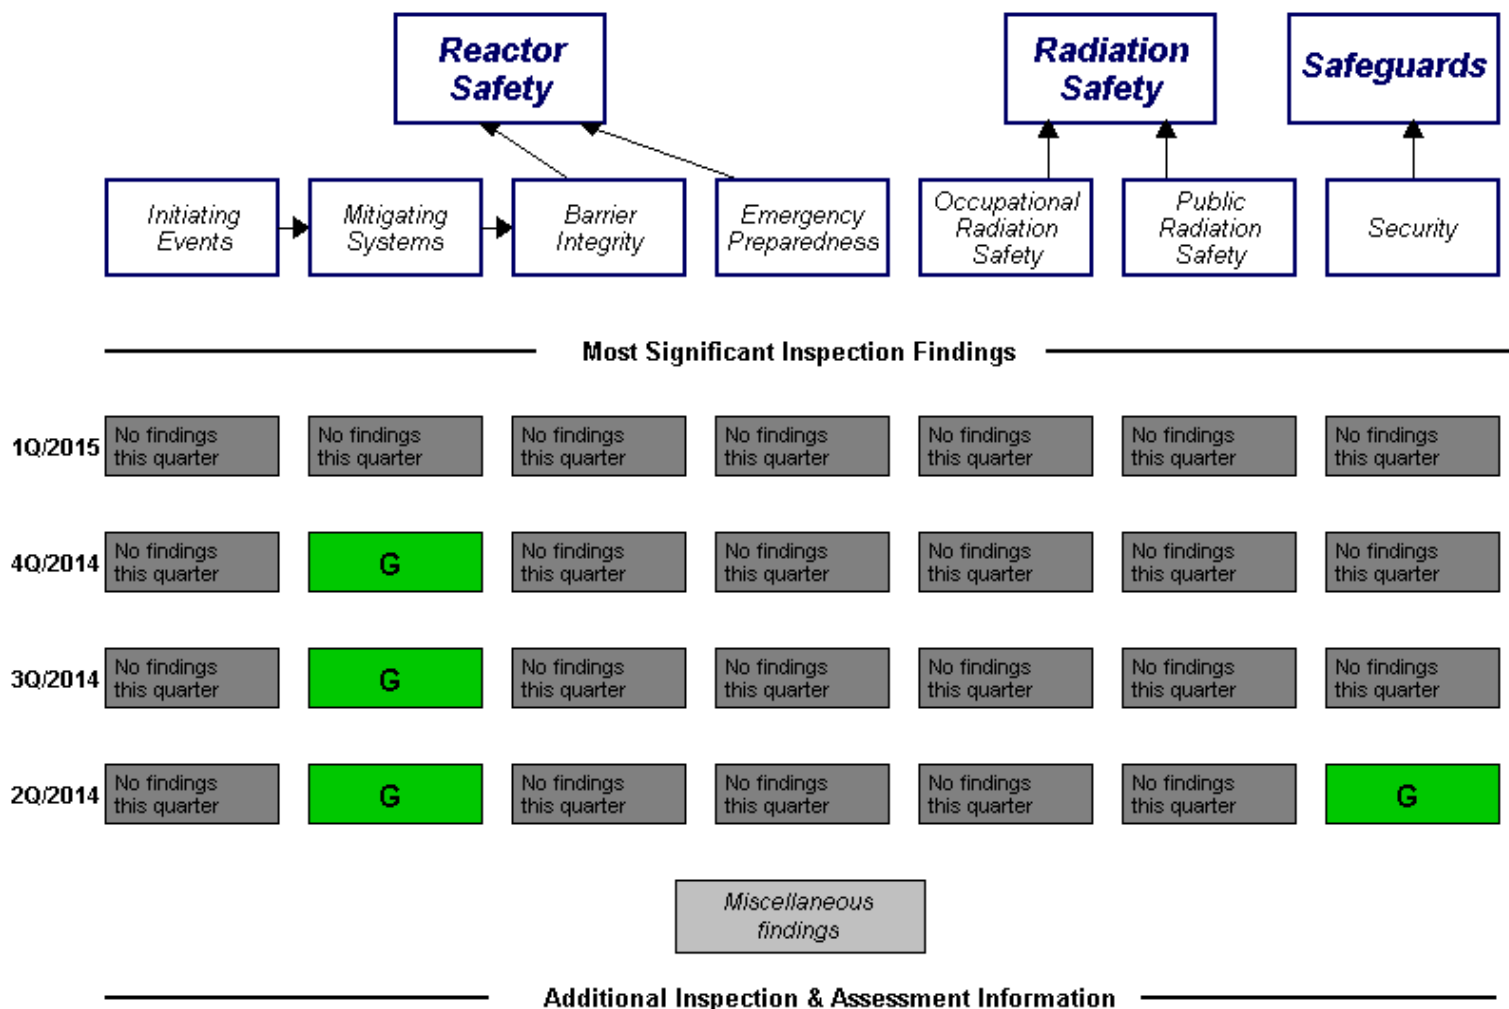 Reactor
Safety
Radiation
Safety
Safeguards
Initiating
Events
Mitigating
Systems
Barrier
Integrity
Emergency
Preparedness
Occupational
Radiation
Safety
Public
Radiation
Safety
Security
Most Significant Inspection Findings
1Q/2015
No findings
this quarter
No findings
this quarter
No findings
this quarter
No findings
this quarter
No findings
this quarter
No findings
this quarter
No findings
this quarter
4Q/2014
No findings
this quarter
G
No findings
this quarter
No findings
this quarter
No findings
this quarter
No findings
this quarter
No findings
this quarter
3Q/2014
No findings
this quarter
G
No findings
this quarter
No findings
this quarter
No findings
this quarter
No findings
this quarter
No findings
this quarter
2Q/2014
No findings
this quarter
G
No findings
this quarter
No findings
this quarter
No findings
this quarter
No findings
this quarter
G
Miscellaneous
findings
Additional Inspection & Assessment Information